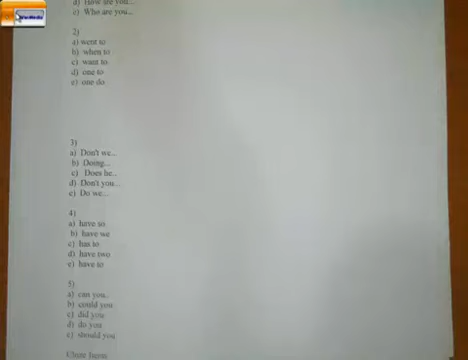 d) How are you...
e) Who are you...
2)
a) went to
b) when to
c) want to
d) one to
e) one do
3)
a) Don't we...
b) Doing...
c) Does he...
d) Don't you...
e) Do we...
4)
a) have so
b) have we
c) has to
d) have two
e) have to
5)
a) can you
b) could you
c) did you
d) do you
e) should you